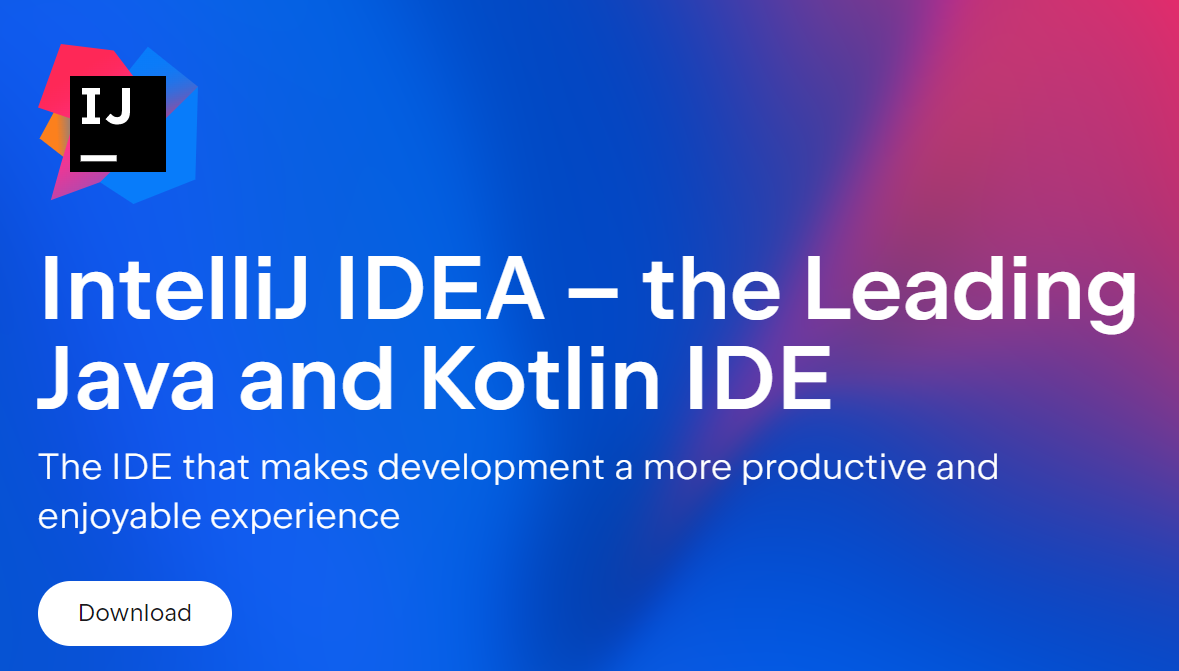 IJ
IntelliJ IDEA – the Leading
Java and Kotlin IDE
The IDE that makes development a more productive and
enjoyable experience
Download